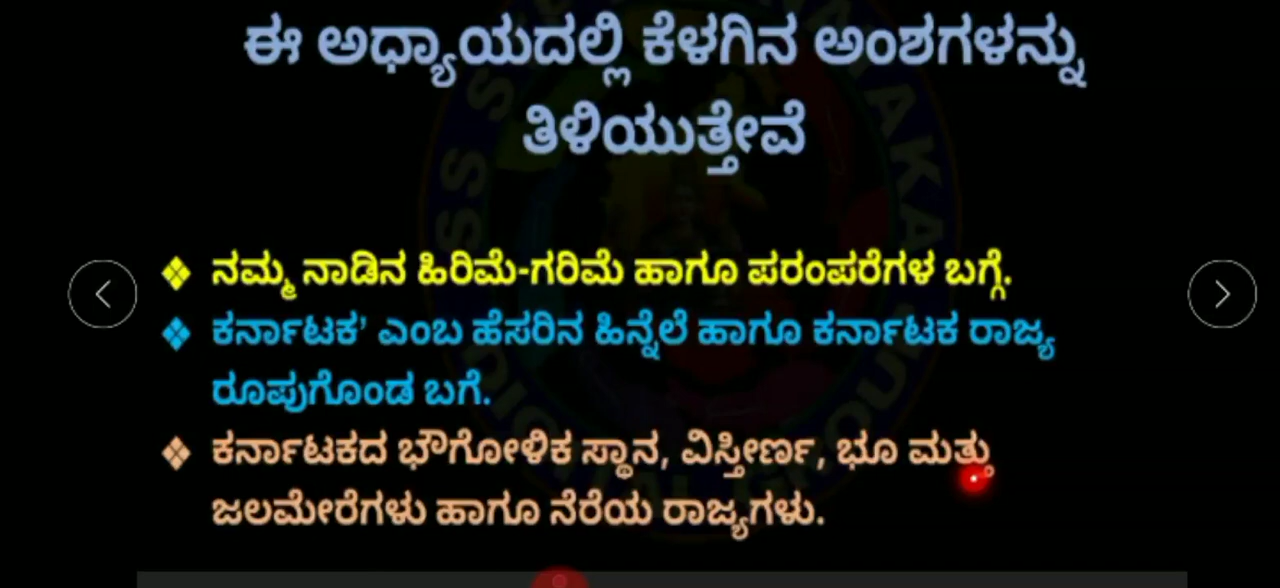 ಈ ಅಧ್ಯಾಯದಲ್ಲಿ ಕೆಳಗಿನ ಅಂಶಗಳನ್ನು
ತಿಳಿಯುತ್ತೇವೆ
❖ ನಮ್ಮ ನಾಡಿನ ಹಿರಿಮೆ-ಗರಿಮೆ ಹಾಗೂ ಪರಂಪರೆಗಳ ಬಗ್ಗೆ.
❖ ಕರ್ನಾಟಕ' ಎಂಬ ಹೆಸರಿನ ಹಿನ್ನೆಲೆ ಹಾಗೂ ಕರ್ನಾಟಕ ರಾಜ್ಯ
ರೂಪುಗೊಂಡ ಬಗೆ.
❖ ಕರ್ನಾಟಕದ ಭೌಗೋಳಿಕ ಸ್ಥಾನ, ವಿಸ್ತೀರ್ಣ, ಭೂ ಮತ್ತು
ಜಲಮೇರೆಗಳು ಹಾಗೂ ನೆರೆಯ ರಾಜ್ಯಗಳು.